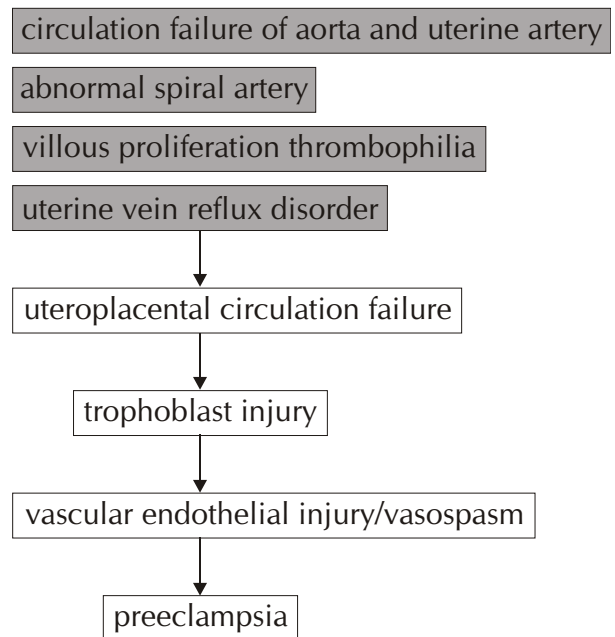 circulation failure of aorta and uterine artery
abnormal spiral artery
villous proliferation thrombophilia
uterine vein reflux disorder
uteroplacental circulation failure
trophoblast injury
vascular endothelial injury/vasospasm
preeclampsia